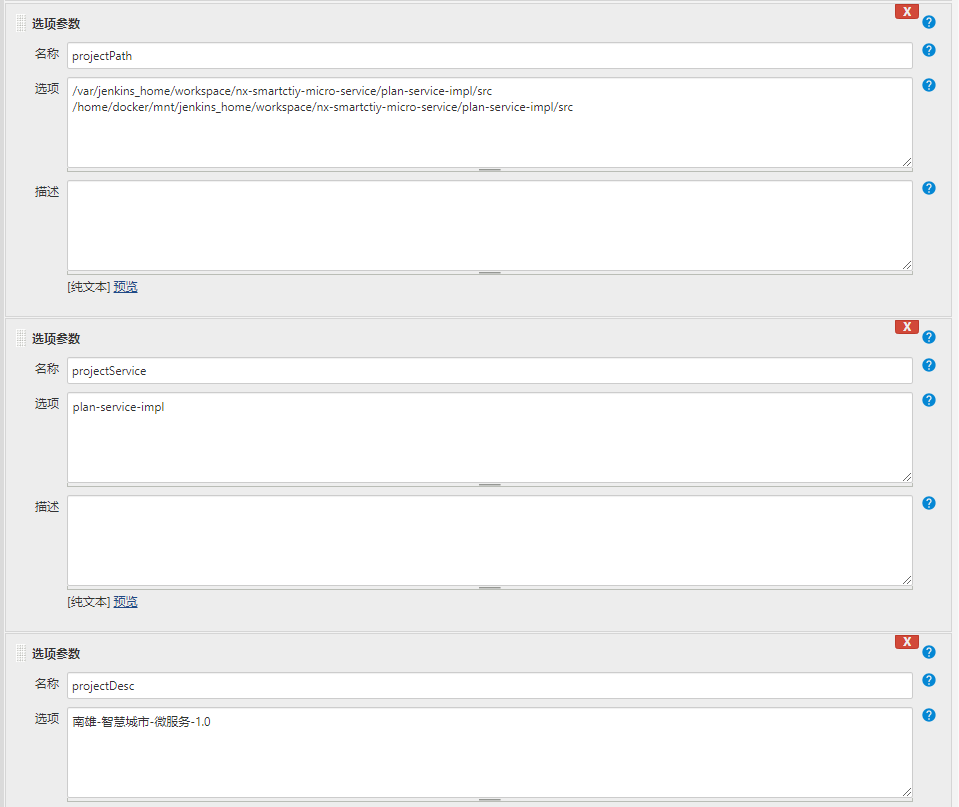 X
选项参数
?
名称 projectPath ?
选项 /var/jenkins_home/workspace/nx-smartctiy-micro-service/plan-service-impl/src ?
/home/docker/mnt/jenkins_home/workspace/nx-smartctiy-micro-service/plan-service-impl/src
描述 ?
[纯文本] 预览
X
选项参数
?
名称 projectService ?
选项 plan-service-impl ?
描述 ?
[纯文本] 预览
X
选项参数
?
名称 projectDesc ?
选项 南雄-智慧城市-微服务-1.0 ?